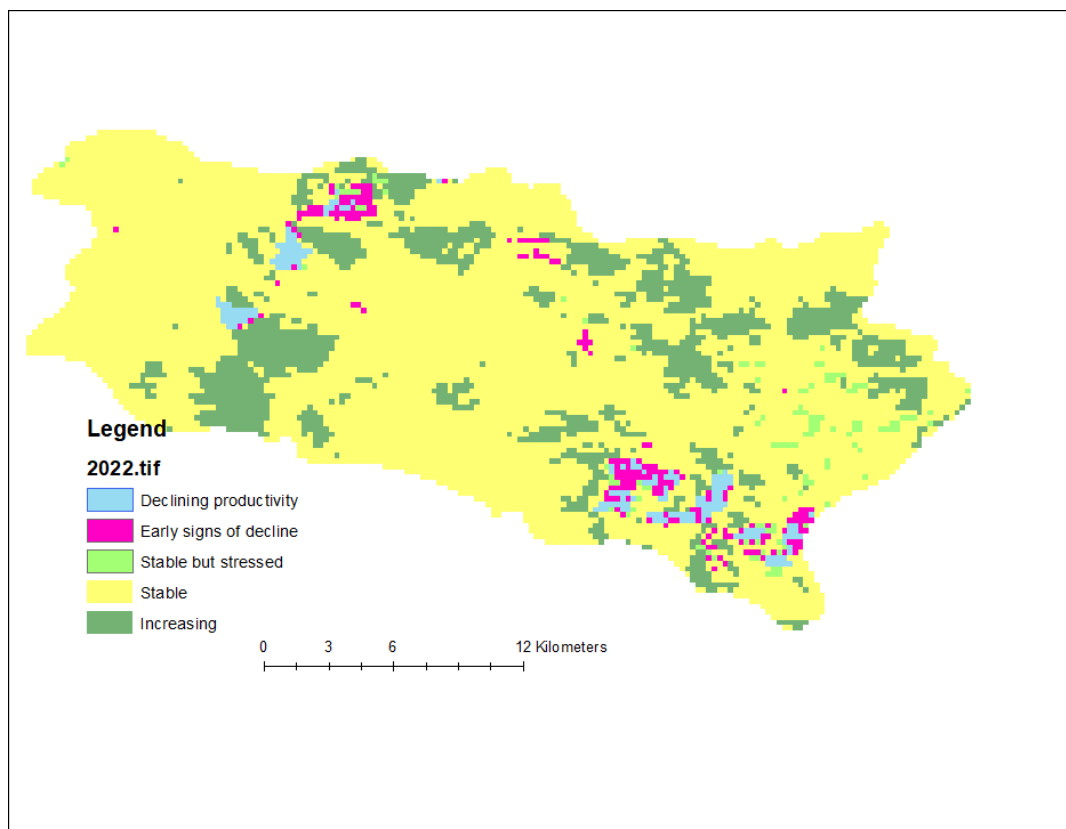 Legend
2022.tif
Declining productivity
Early signs of decline
Stable but stressed
Stable
Increasing
0 3 6 12 Kilometers